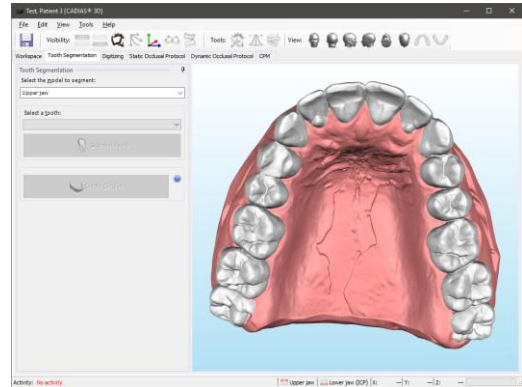 Test, Patient 3 [CADIAS® 3D]
File Edit View Tools Help
Visibility: Tools: View:
Workspace Tooth Segmentation Digitizing Static Occlusal Protocol Dynamic Occlusal Protocol CPM
Tooth Segmentation
Select the model to segment:
Upper jaw
Select a tooth:
Activity: No activity Upper jaw Lower jaw (ICP) X: — Y: — Z: —